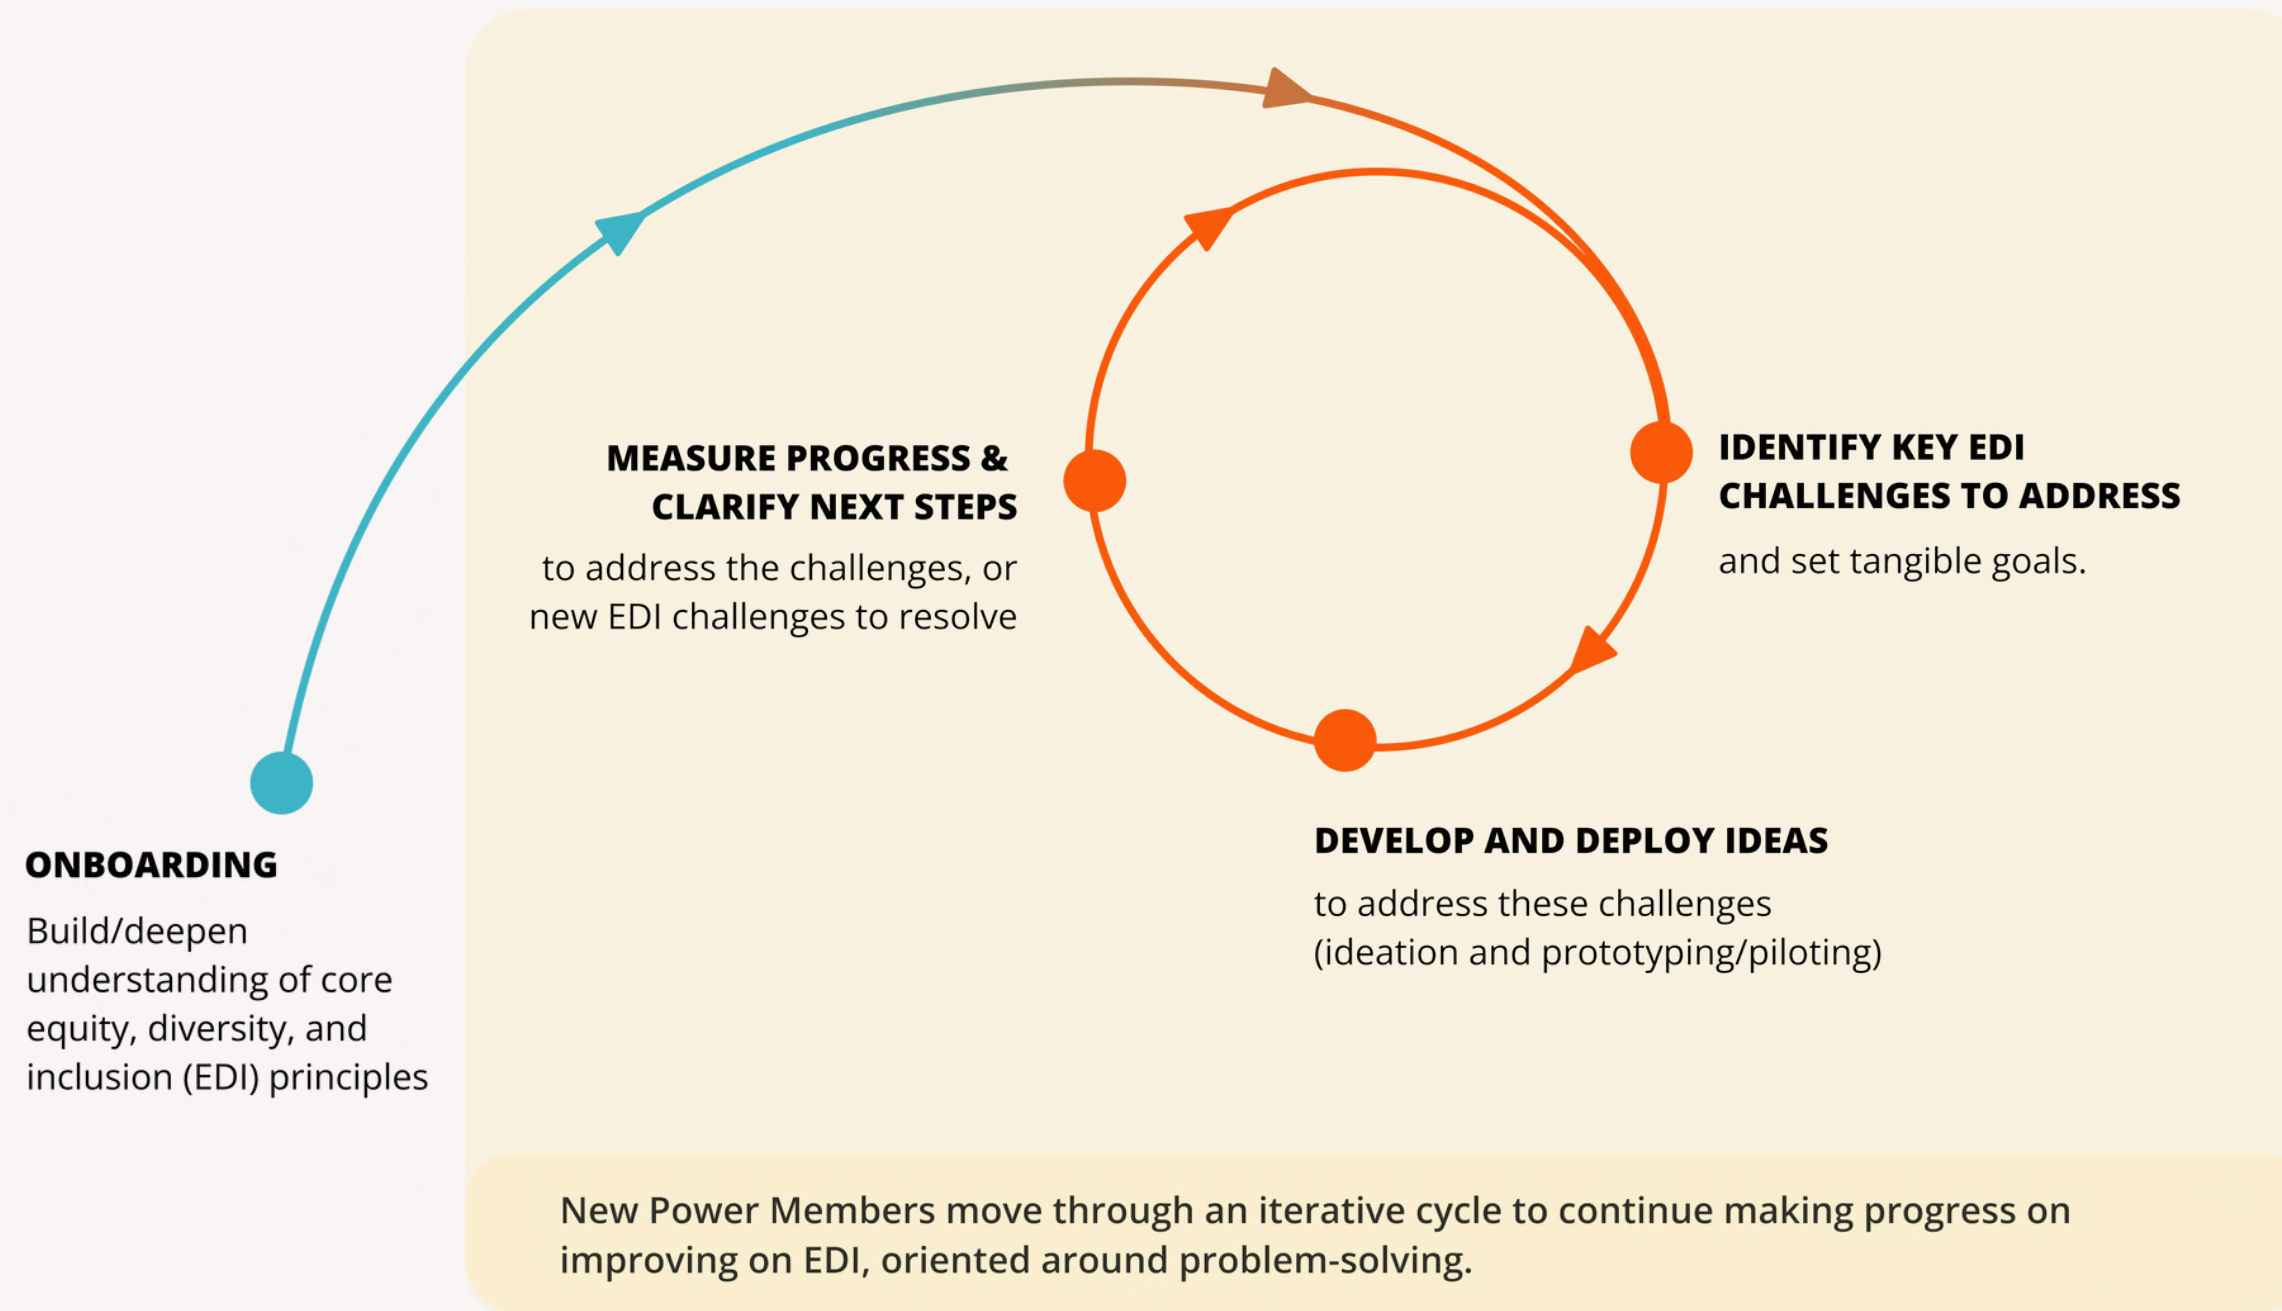 MEASURE PROGRESS &
CLARIFY NEXT STEPS
to address the challenges, or
new EDI challenges to resolve
IDENTIFY KEY EDI
CHALLENGES TO ADDRESS
and set tangible goals.
DEVELOP AND DEPLOY IDEAS
to address these challenges
(ideation and prototyping/piloting)
ONBOARDING
Build/deepen
understanding of core
equity, diversity, and
inclusion (EDI) principles
New Power Members move through an iterative cycle to continue making progress on
improving on EDI, oriented around problem-solving.